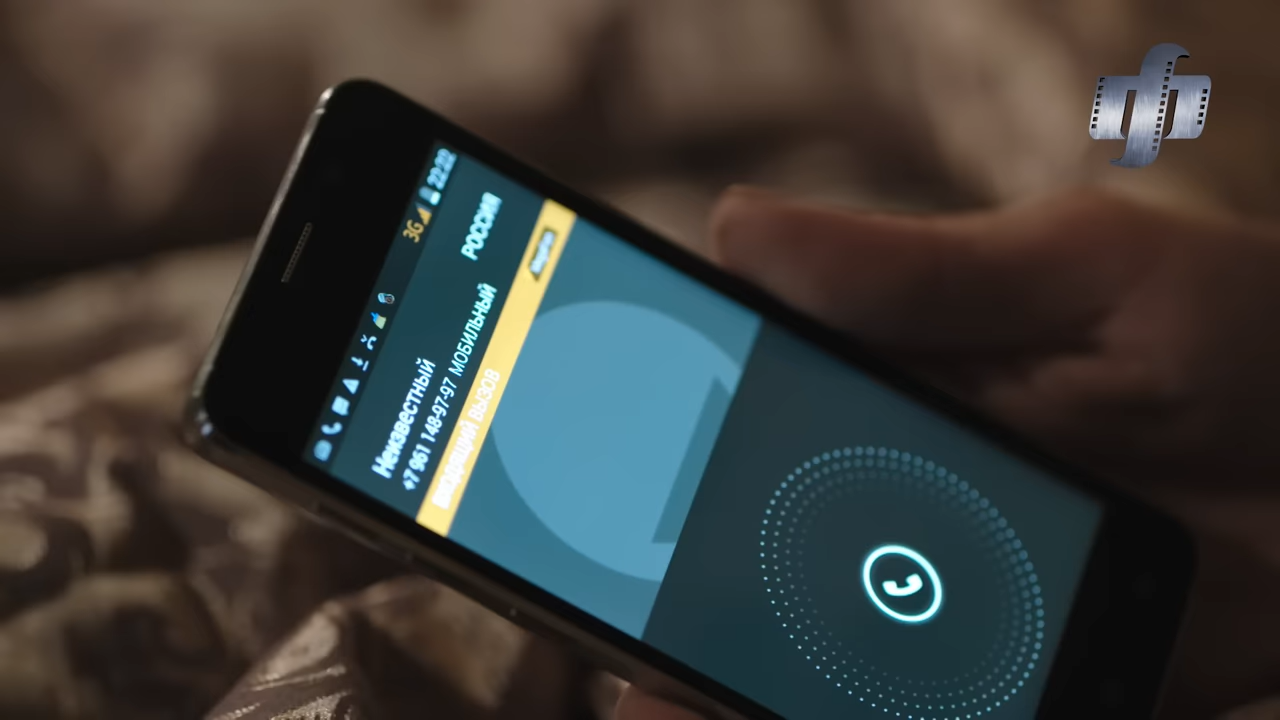 3G 22:22
Неизвестный
РОССИЯ
+7 961 148-97-97 МОБИЛЬНЫЙ
ВХОДЯЩИЙ ВЫЗОВ